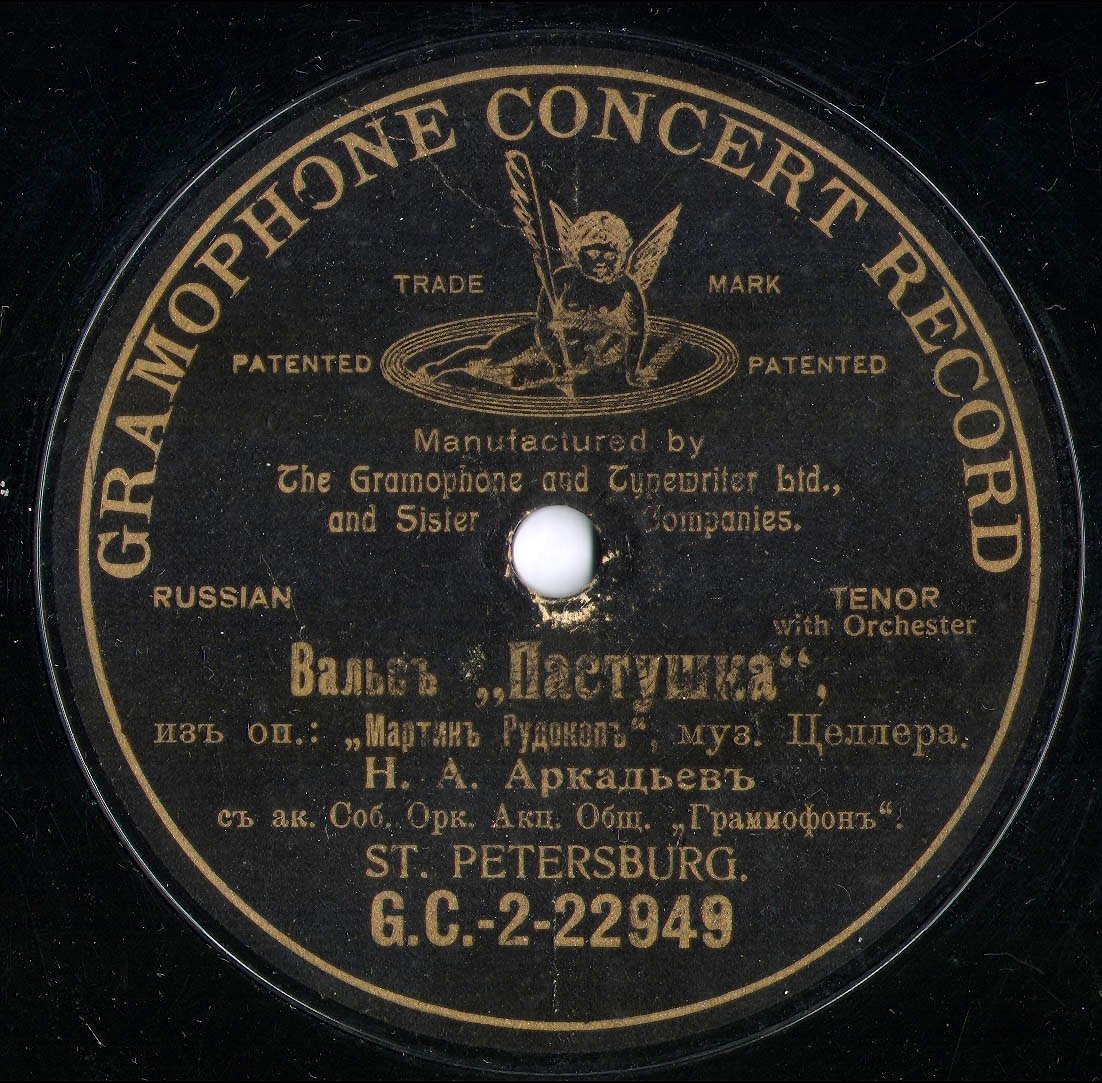 GRAMOPHONE CONCERT RECORD
TRADE MARK
PATENTED PATENTED
Manufactured by
The Gramophone and Typewriter Ltd.,
and Sister Companies.
RUSSIAN TENOR
with Orchester
Вальсъ „Пастушка“,
изъ оп.: „Мартинъ Рудокопъ“, муз. Целлера.
Н. А. Аркадьевъ
съ ак. Соб. Орк. Акц. Общ. „Граммофонъ“.
ST. PETERSBURG.
G.C.-2-22949